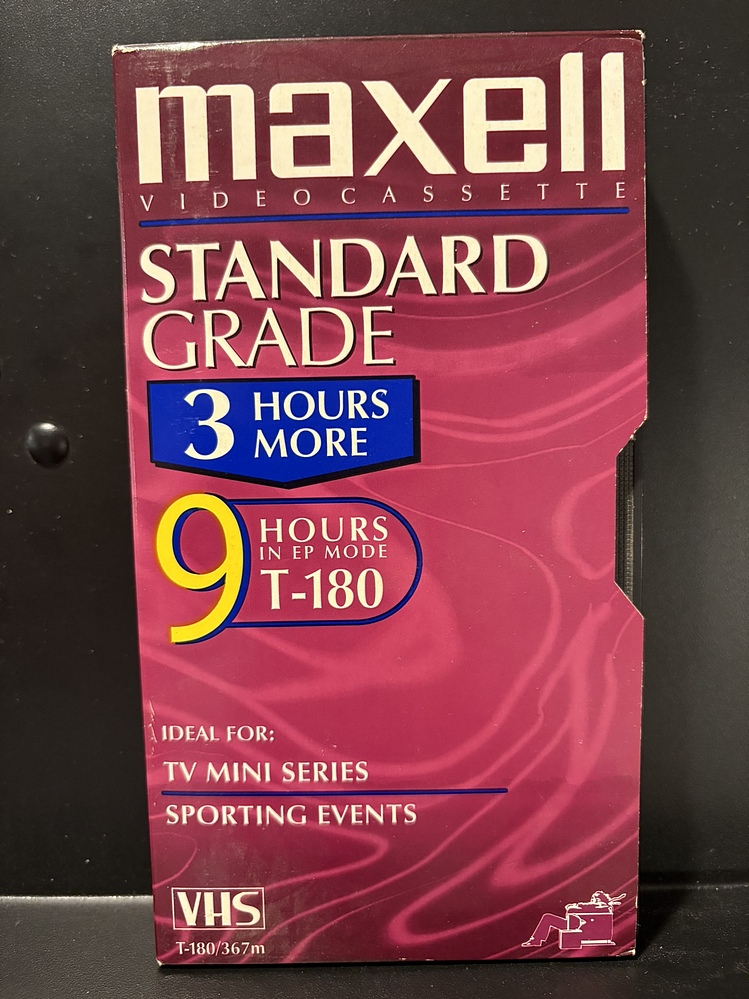 maxell
VIDEOCASSETTE
STANDARD
GRADE
3 HOURS
MORE
9 HOURS
IN EP MODE
T-180
IDEAL FOR:
TV MINI SERIES
SPORTING EVENTS
VHS
T-180/367m